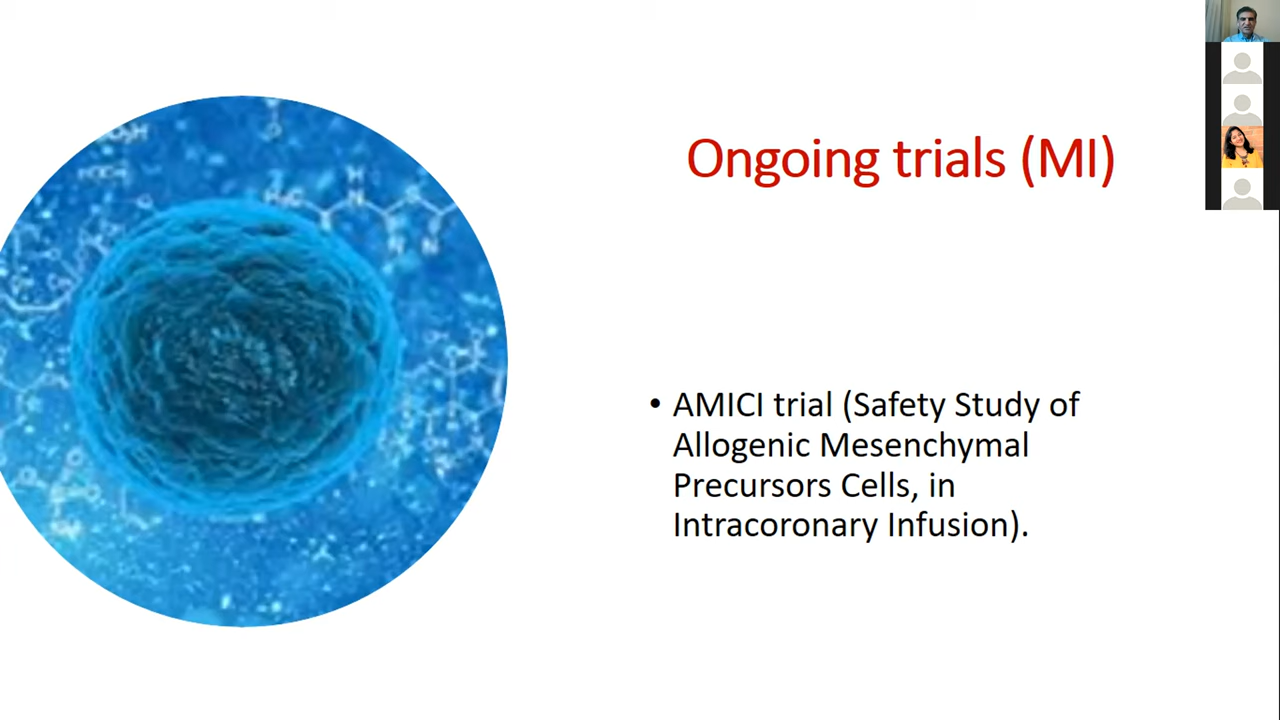 Ongoing trials (MI)
• AMICI trial (Safety Study of
Allogenic Mesenchymal
Precursors Cells, in
Intracoronary Infusion).